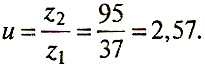 u = z₂/z₁ = 95/37 = 2,57.